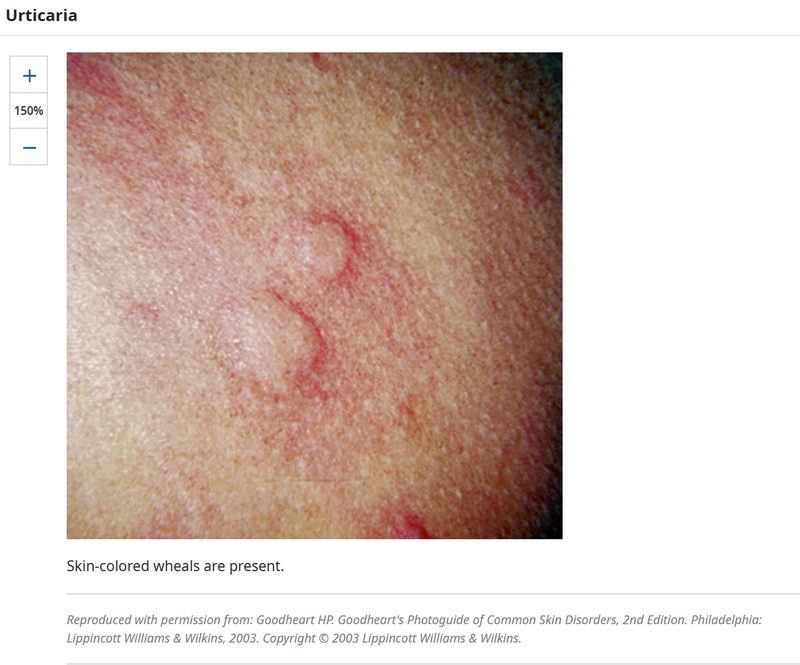 Urticaria
+
150%
−
Skin-colored wheals are present.
Reproduced with permission from: Goodheart HP. Goodheart's Photoguide of Common Skin Disorders, 2nd Edition. Philadelphia:
Lippincott Williams & Wilkins, 2003. Copyright © 2003 Lippincott Williams & Wilkins.